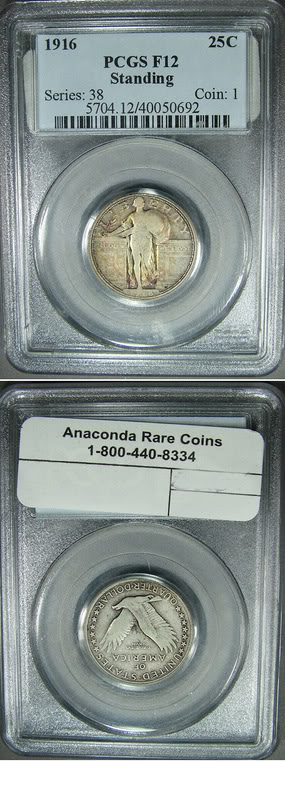 1916 25C
PCGS F12
Standing
Series: 38 Coin: 1
5704.12/40050692
LIBERTY
Anaconda Rare Coins
1-800-440-8334
UNITED STATES
OF
AMERICA
QUARTER DOLLAR